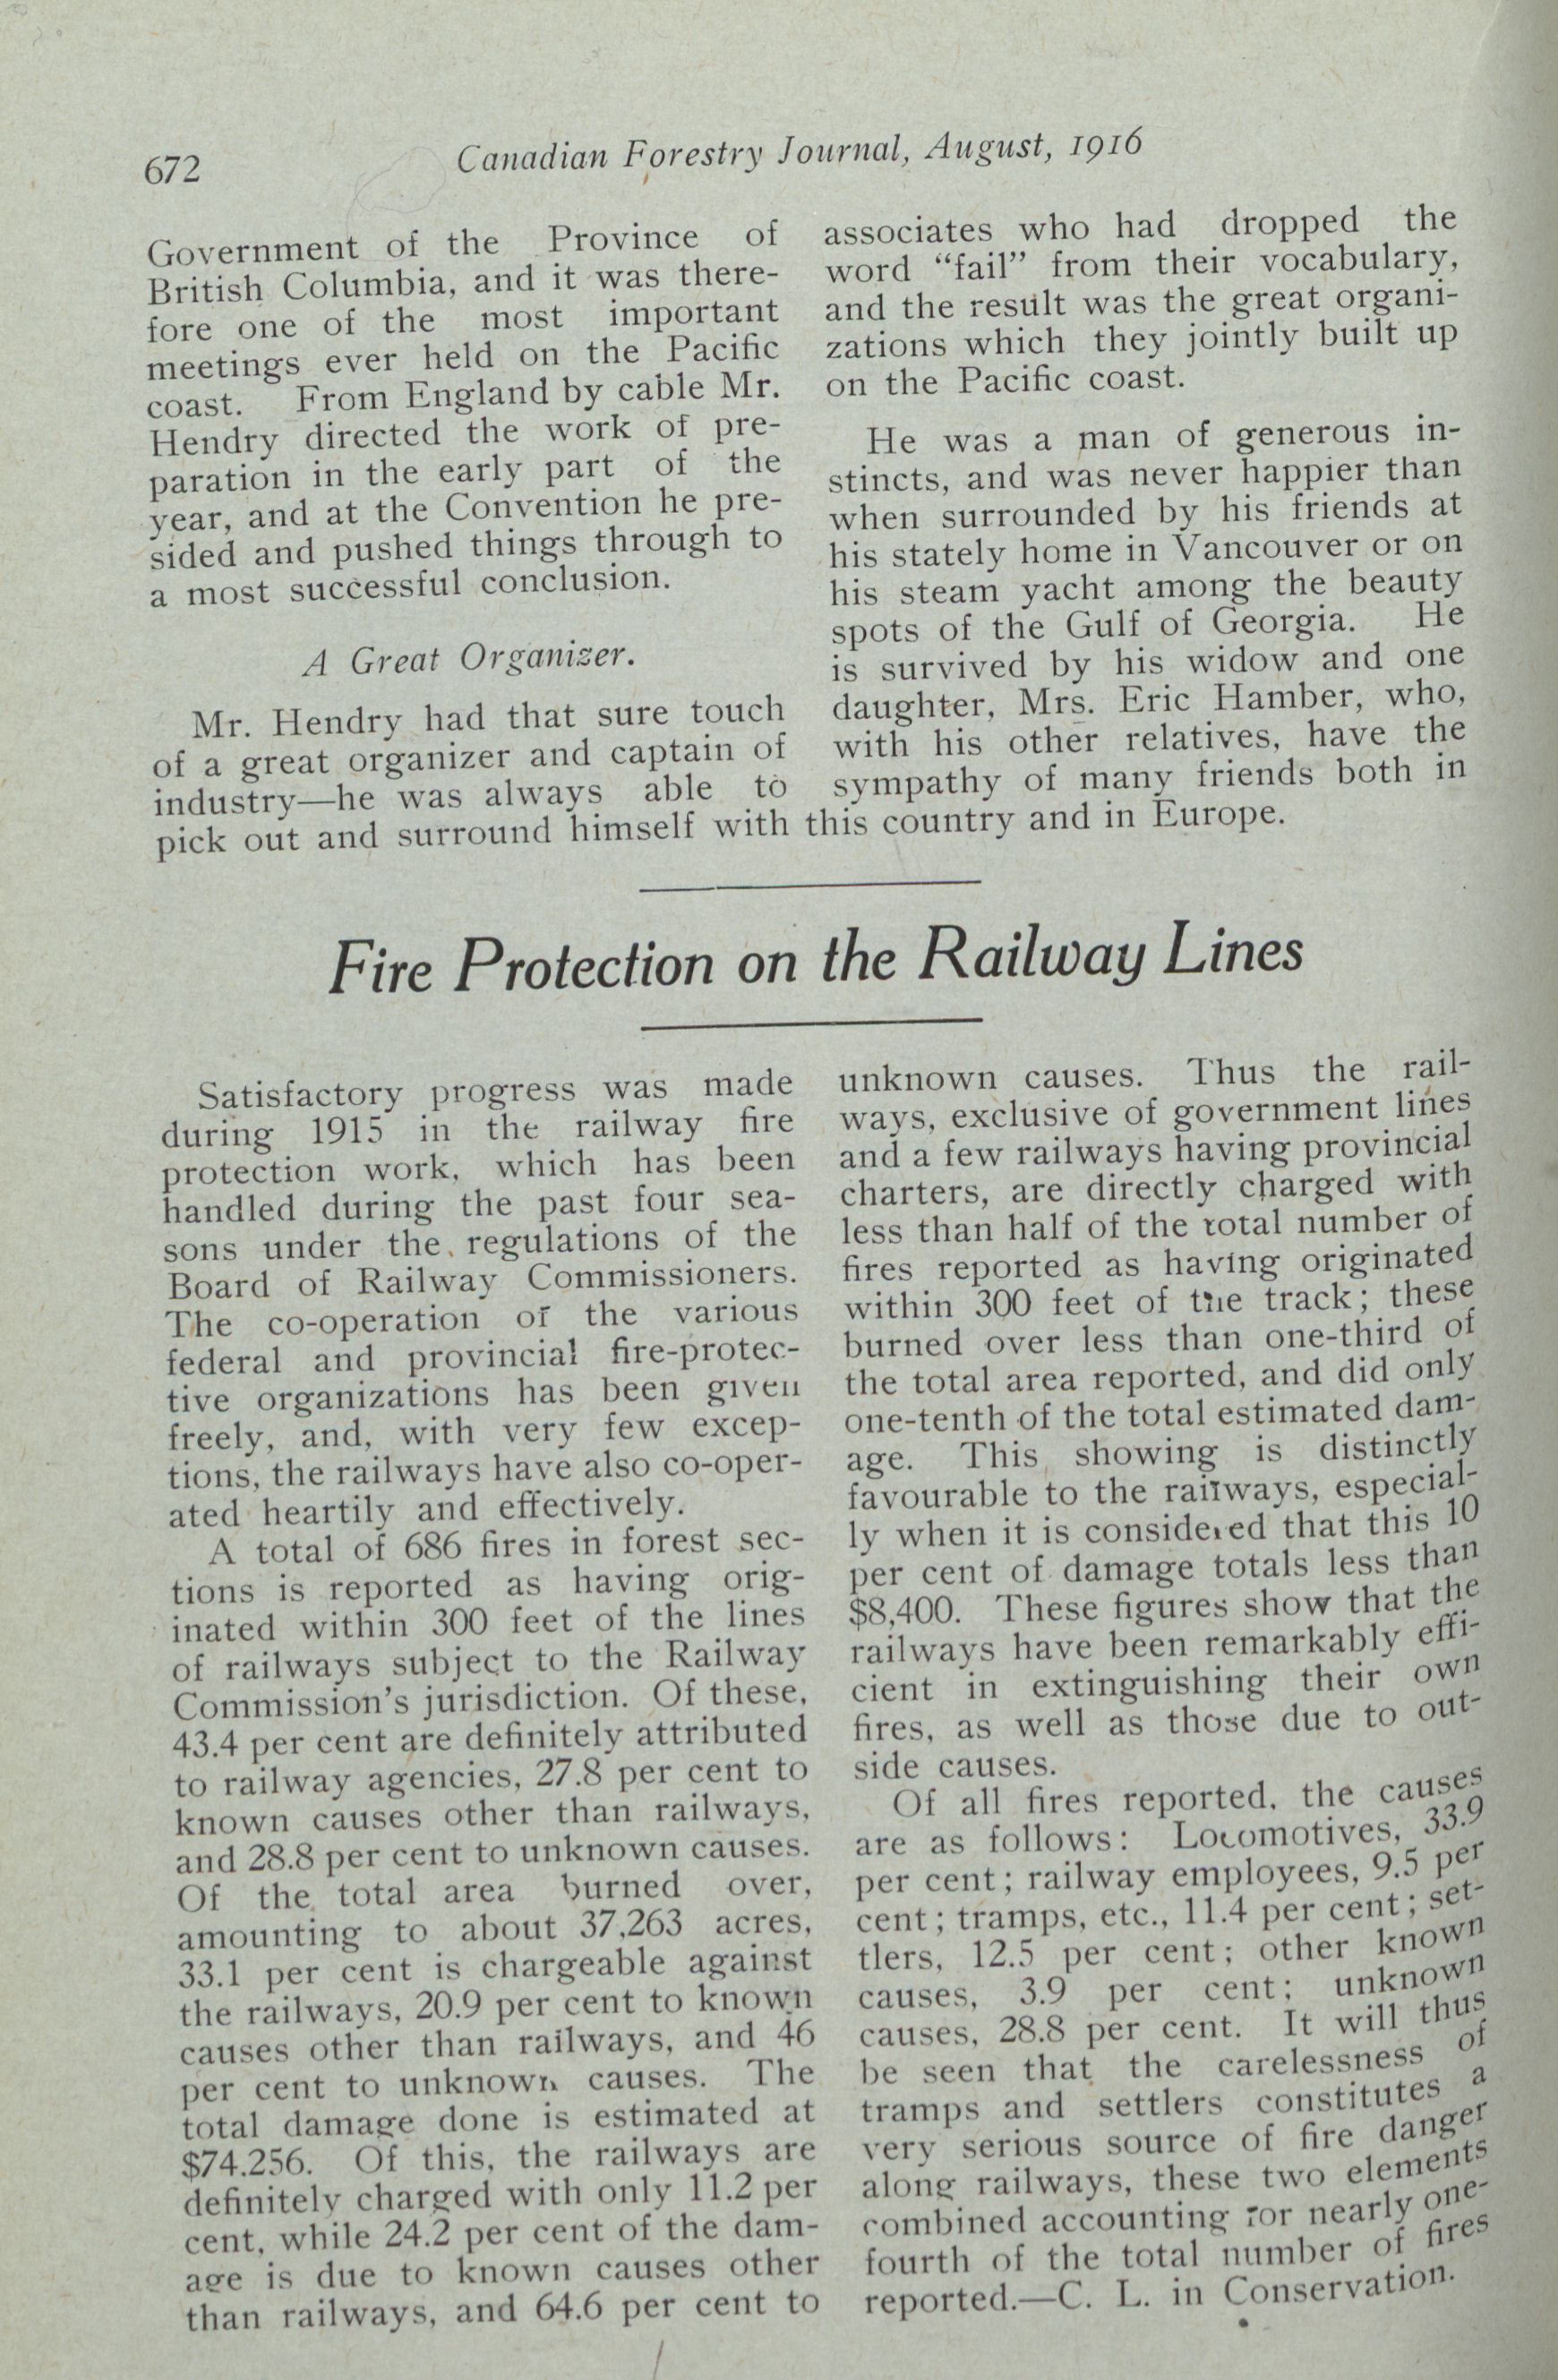 672
Canadian Forestry Journal, August, 1916
Government of the Province of
British Columbia, and it was there-
fore one of the most important
meetings ever held on the Pacific
coast. From England by cable Mr.
Hendry directed the work of pre-
paration in the early part of the
year, and at the Convention he pre-
sided and pushed things through to
a most successful conclusion.
A Great Organizer.
Mr. Hendry had that sure touch
of a great organizer and captain of
industry—he was always able to
pick out and surround himself with
associates who had dropped the
word “fail” from their vocabulary,
and the result was the great organi-
zations which they jointly built up
on the Pacific coast.
He was a man of generous in-
stincts, and was never happier than
when surrounded by his friends at
his stately home in Vancouver or on
his steam yacht among the beauty
spots of the Gulf of Georgia. He
is survived by his widow and one
daughter, Mrs. Eric Hamber, who,
with his other relatives, have the
sympathy of many friends both in
this country and in Europe.
Fire Protection on the Railway Lines
Satisfactory progress was made
during 1915 in the railway fire
protection work, which has been
handled during the past four sea-
sons under the regulations of the
Board of Railway Commissioners.
The co-operation of the various
federal and provincial fire-protec-
tive organizations has been given
freely, and, with very few excep-
tions, the railways have also co-oper-
ated heartily and effectively.
A total of 686 fires in forest sec-
tions is reported as having orig-
inated within 300 feet of the lines
of railways subject to the Railway
Commission's jurisdiction. Of these,
43.4 per cent are definitely attributed
to railway agencies, 27.8 per cent to
known causes other than railways,
and 28.8 per cent to unknown causes.
Of the total area burned over,
amounting to about 37,263 acres,
33.1 per cent is chargeable against
the railways, 20.9 per cent to known
causes other than railways, and 46
per cent to unknown causes. The
total damage done is estimated at
$74.256. Of this, the railways are
definitely charged with only 11.2 per
cent, while 24.2 per cent of the dam-
age is due to known causes other
than railways, and 64.6 per cent to
unknown causes. Thus the rail-
ways, exclusive of government lines
and a few railways having provincial
charters, are directly charged with
less than half of the total number of
fires reported as having originated
within 300 feet of the track; these
burned over less than one-third of
the total area reported, and did only
one-tenth of the total estimated dam-
age. This showing is distinctly
favourable to the railways, especial-
ly when it is considered that this 10
per cent of damage totals less than
$8,400. These figures show that the
railways have been remarkably effi-
cient in extinguishing their own
fires, as well as those due to out-
side causes.
Of all fires reported, the causes
are as follows: Locomotives, 33.9
per cent; railway employees, 9.5 per
cent; tramps, etc., 11.4 per cent; set-
tlers, 12.5 per cent; other known
causes, 3.9 per cent; unknown
causes, 28.8 per cent. It will thus
be seen that the carelessness of
tramps and settlers constitutes a
very serious source of fire danger
along railways, these two elements
combined accounting for nearly one-
fourth of the total number of fires
reported.—C. L. in Conservation.